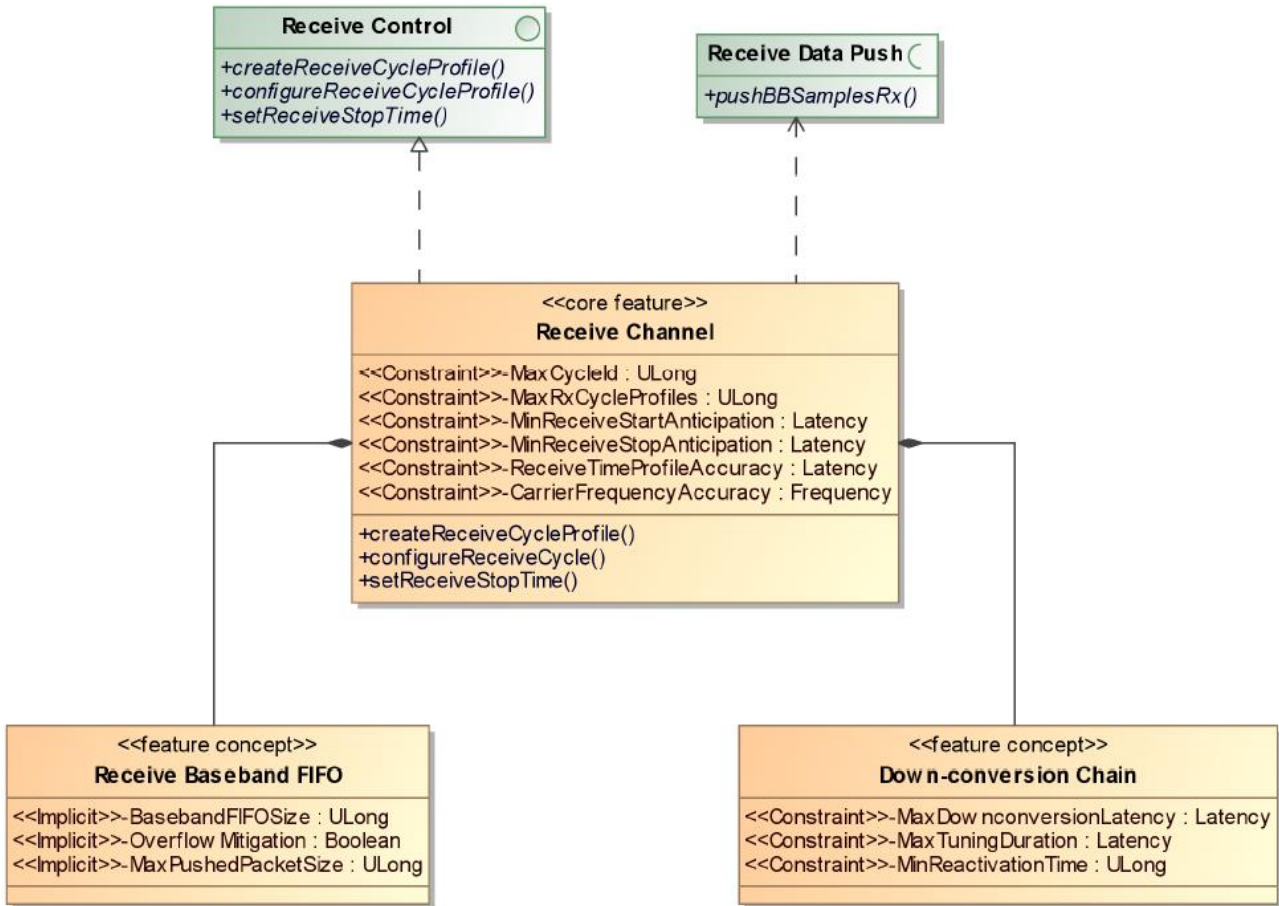 Receive Control
+createReceiveCycleProfile()
+configureReceiveCycleProfile()
+setReceiveStopTime()
Receive Data Push
+pushBBSamplesRx()
<<core feature>>
Receive Channel
<<Constraint>>-MaxCycleId : ULong
<<Constraint>>-MaxRxCycleProfiles : ULong
<<Constraint>>-MinReceiveStartAnticipation : Latency
<<Constraint>>-MinReceiveStopAnticipation : Latency
<<Constraint>>-ReceiveTimeProfileAccuracy : Latency
<<Constraint>>-CarrierFrequencyAccuracy : Frequency
+createReceiveCycleProfile()
+configureReceiveCycle()
+setReceiveStopTime()
<<feature concept>>
Receive Baseband FIFO
<<Implicit>>-BasebandFIFOSize : ULong
<<Implicit>>-Overflow Mitigation : Boolean
<<Implicit>>-MaxPushedPacketSize : ULong
<<feature concept>>
Down-conversion Chain
<<Constraint>>-MaxDownconversionLatency : Latency
<<Constraint>>-MaxTuningDuration : Latency
<<Constraint>>-MinReactivationTime : ULong